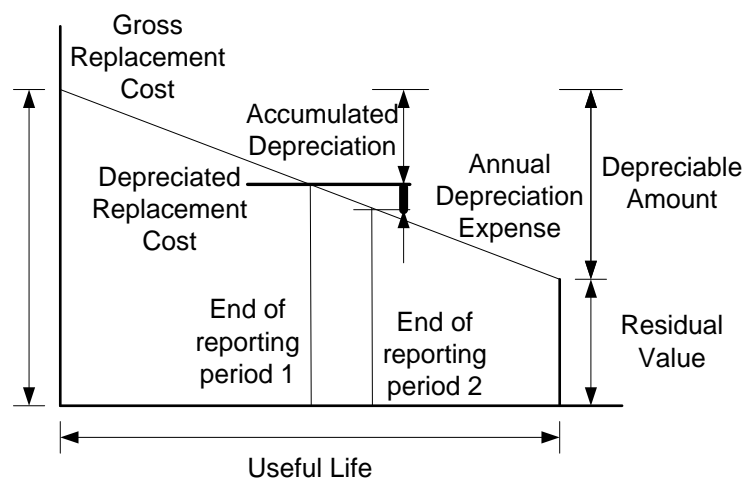 Gross
Replacement
Cost
Accumulated
Depreciation
Annual
Depreciation
Expense
Depreciable
Amount
Depreciated
Replacement
Cost
End of
reporting
period 1
End of
reporting
period 2
Residual
Value
Useful Life